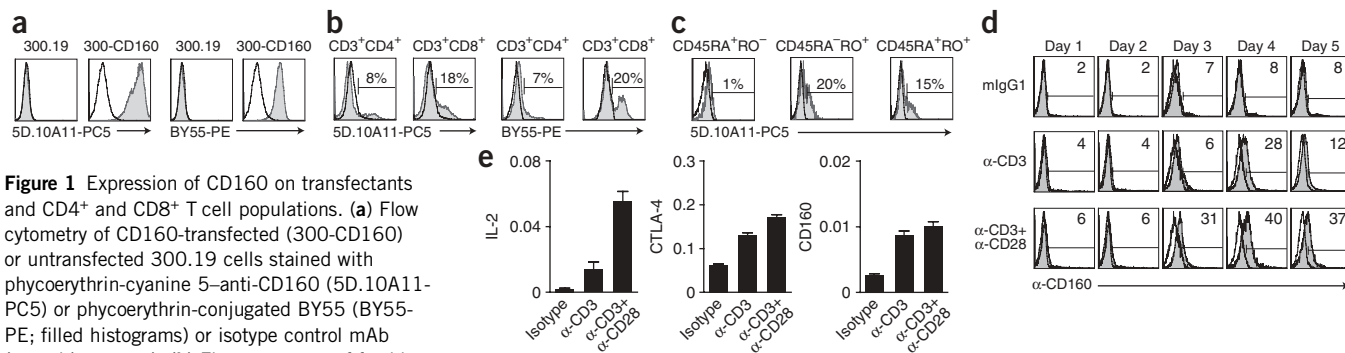 a
300.19
300-CD160
300.19
300-CD160
5D.10A11-PC5
BY55-PE
b
CD3+CD4+
CD3+CD8+
CD3+CD4+
CD3+CD8+
8%
18%
7%
20%
5D.10A11-PC5
BY55-PE
c
CD45RA+RO−
CD45RA−RO+
CD45RA+RO+
1%
20%
15%
5D.10A11-PC5
d
Day 1
Day 2
Day 3
Day 4
Day 5
mIgG1
2
2
7
8
8
α-CD3
4
4
6
28
12
α-CD3+
α-CD28
6
6
31
40
37
α-CD160
e
IL-2
0.08
0.04
0
Isotype
α-CD3
α-CD3+
α-CD28
CTLA-4
0.3
0.2
0.1
0
Isotype
α-CD3
α-CD3+
α-CD28
CD160
0.02
0.01
0
Isotype
α-CD3
α-CD3+
α-CD28
Figure 1 Expression of CD160 on transfectants
and CD4+ and CD8+ T cell populations. (a) Flow
cytometry of CD160-transfected (300-CD160)
or untransfected 300.19 cells stained with
phycoerythrin-cyanine 5–anti-CD160 (5D.10A11-
PC5) or phycoerythrin-conjugated BY55 (BY55-
PE; filled histograms) or isotype control mAb